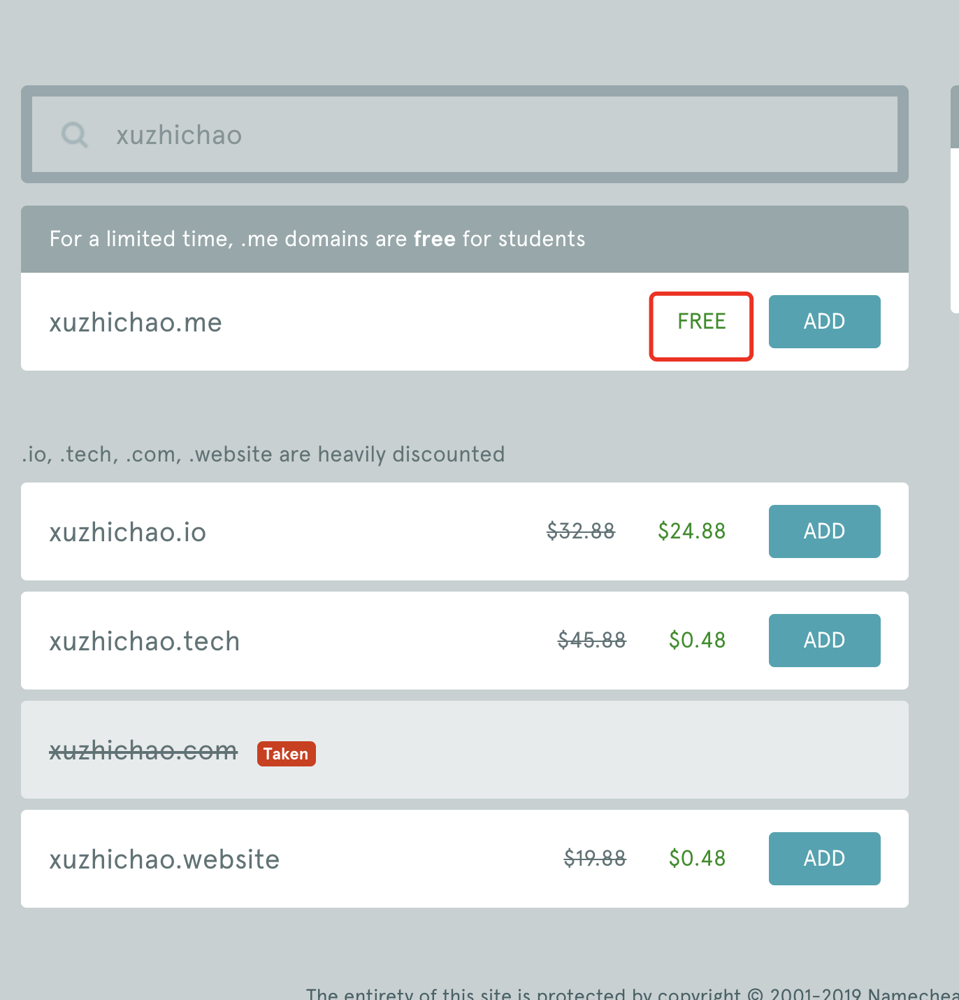 xuzhichao
For a limited time, .me domains are free for students
xuzhichao.me FREE ADD
.io, .tech, .com, .website are heavily discounted
xuzhichao.io $32.88 $24.88 ADD
xuzhichao.tech $45.88 $0.48 ADD
xuzhichao.com Taken
xuzhichao.website $19.88 $0.48 ADD
The entirety of this site is protected by copyright © 2001-2019 Namechea